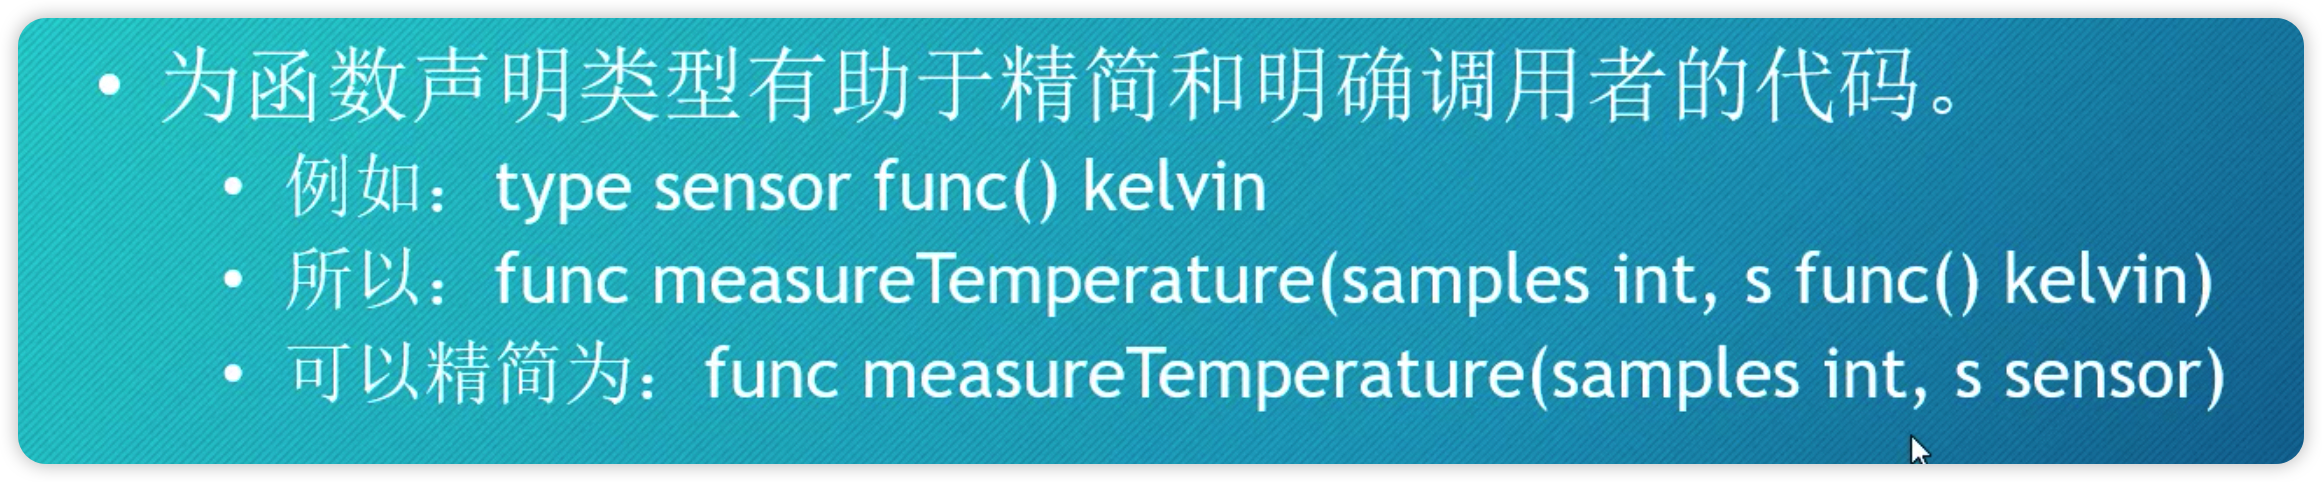 • 为函数声明类型有助于精简和明确调用者的代码。
• 例如：type sensor func() kelvin
• 所以：func measureTemperature(samples int, s func() kelvin)
• 可以精简为：func measureTemperature(samples int, s sensor)